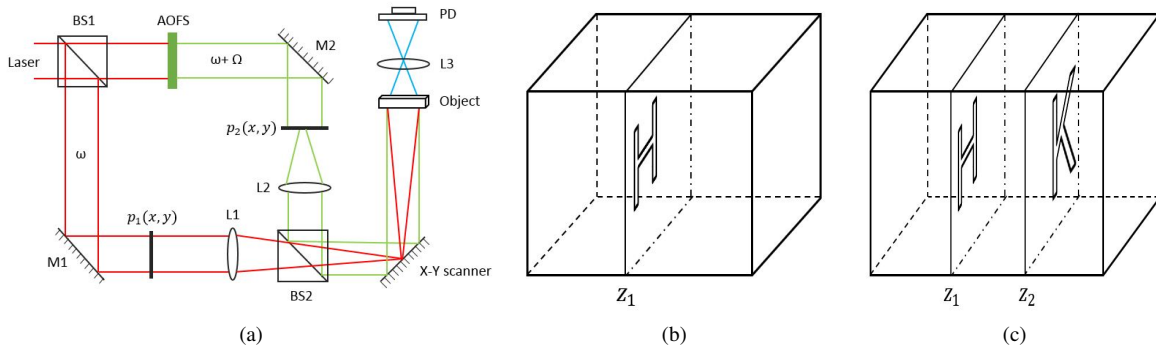 BS1
AOFS
PD
M2
Laser
ω+ Ω
L3
Object
p₂(x, y)
ω
L2
p₁(x, y)
L1
M1
X-Y scanner
BS2
(a)
H
z₁
(b)
H
K
z₁
z₂
(c)